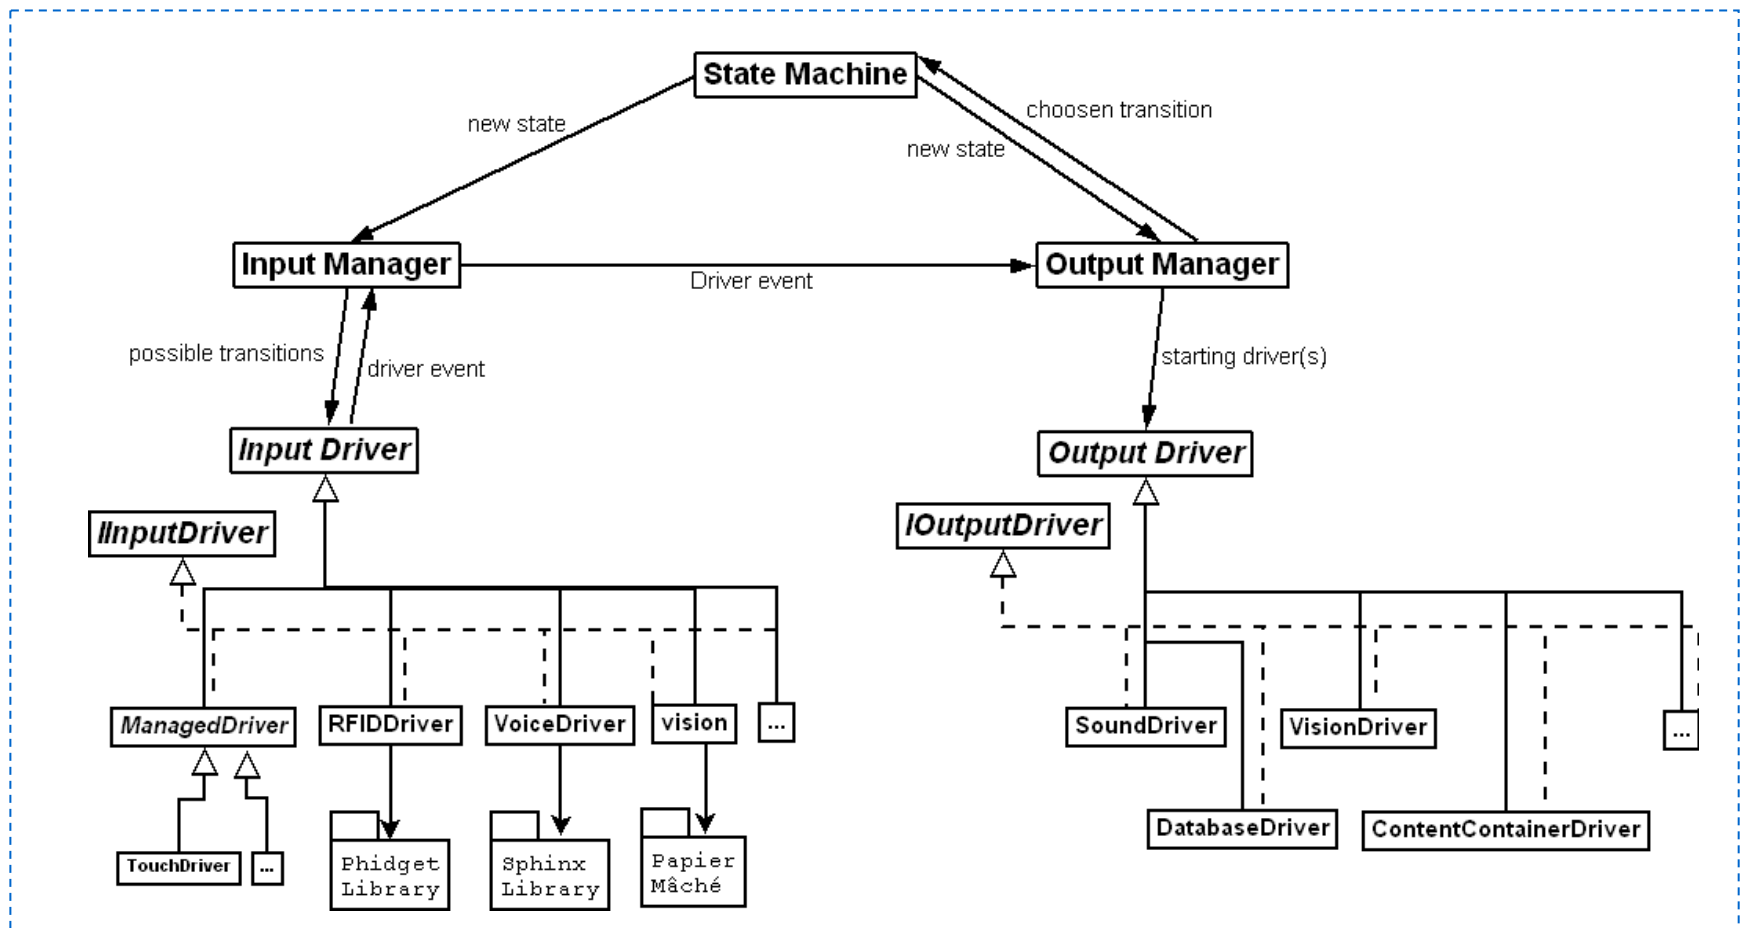 State Machine
new state
choosen transition
new state
Input Manager
Output Manager
Driver event
possible transitions
driver event
starting driver(s)
Input Driver
Output Driver
IInputDriver
IOutputDriver
ManagedDriver
RFIDDriver
VoiceDriver
vision
...
SoundDriver
VisionDriver
...
DatabaseDriver
ContentContainerDriver
TouchDriver
...
Phidget
Library
Sphinx
Library
Papier
Mâché